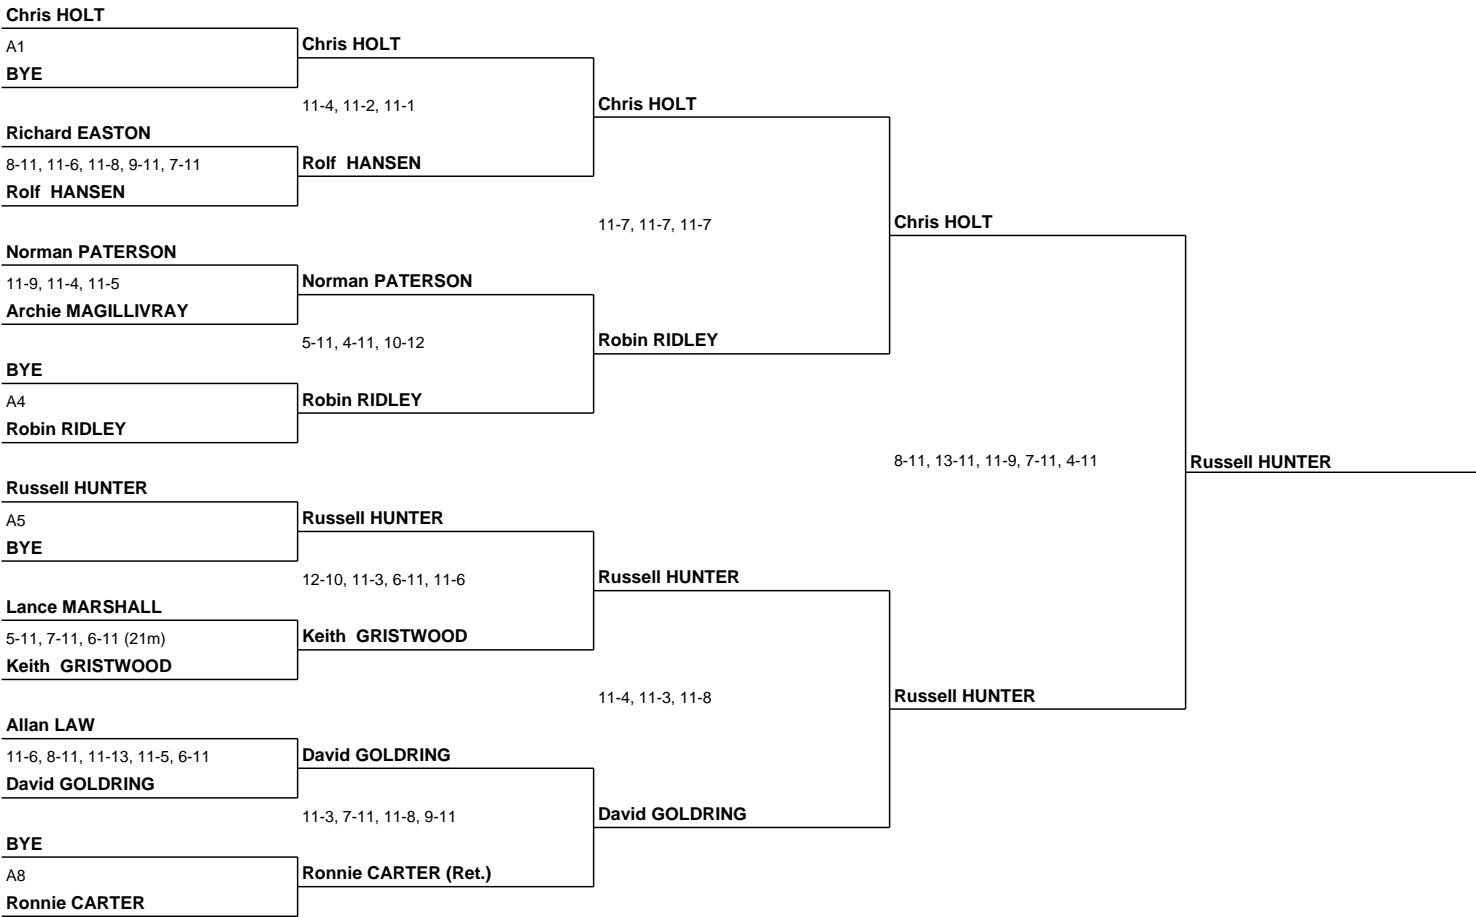 Chris HOLT
A1
BYE
Richard EASTON
8-11, 11-6, 11-8, 9-11, 7-11
Rolf  HANSEN
Norman PATERSON
11-9, 11-4, 11-5
Archie MAGILLIVRAY
BYE
A4
Robin RIDLEY
Russell HUNTER
A5
BYE
Lance MARSHALL
5-11, 7-11, 6-11 (21m)
Keith  GRISTWOOD
Allan LAW
11-6, 8-11, 11-13, 11-5, 6-11
David GOLDRING
BYE
A8
Ronnie CARTER
Chris HOLT
11-4, 11-2, 11-1
Rolf  HANSEN
Norman PATERSON
5-11, 4-11, 10-12
Robin RIDLEY
Russell HUNTER
12-10, 11-3, 6-11, 11-6
Keith  GRISTWOOD
David GOLDRING
11-3, 7-11, 11-8, 9-11
Ronnie CARTER (Ret.)
Chris HOLT
11-7, 11-7, 11-7
Robin RIDLEY
Russell HUNTER
11-4, 11-3, 11-8
David GOLDRING
Chris HOLT
8-11, 13-11, 11-9, 7-11, 4-11
Russell HUNTER
Russell HUNTER